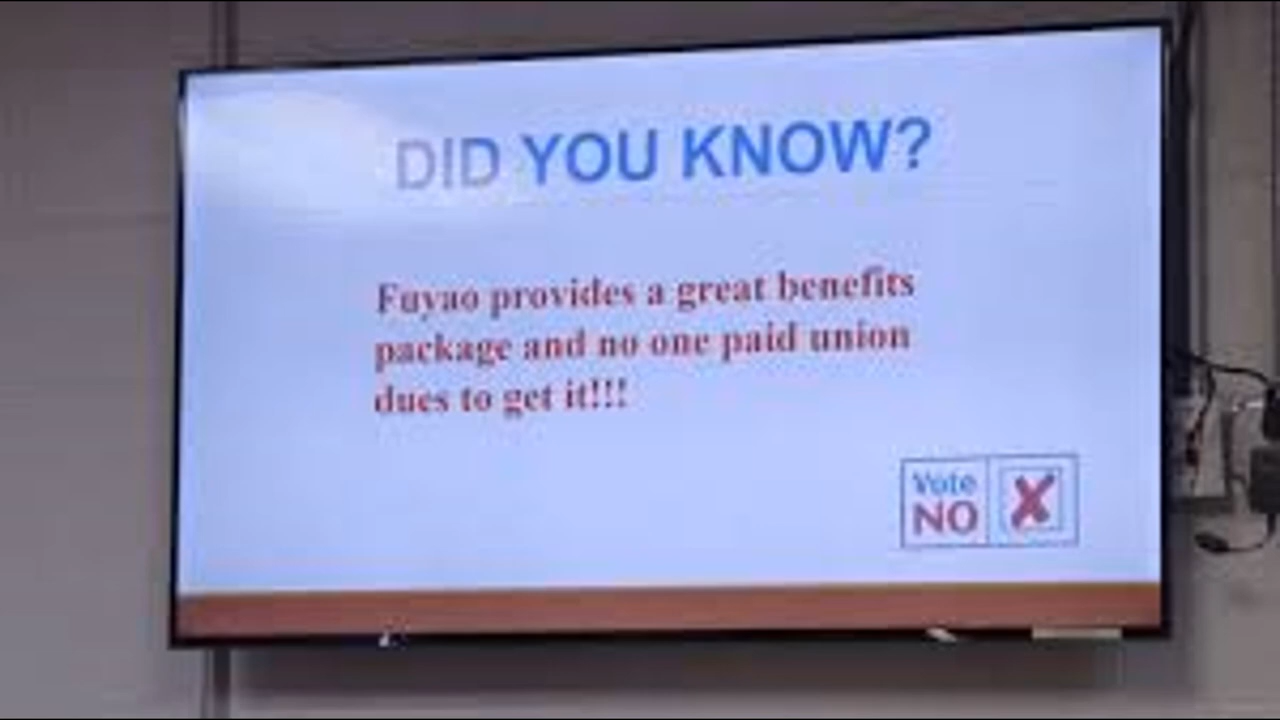 DID YOU KNOW?
Fuyao provides a great benefits
package and no one paid union
dues to get it!!!
Vote
NO
X